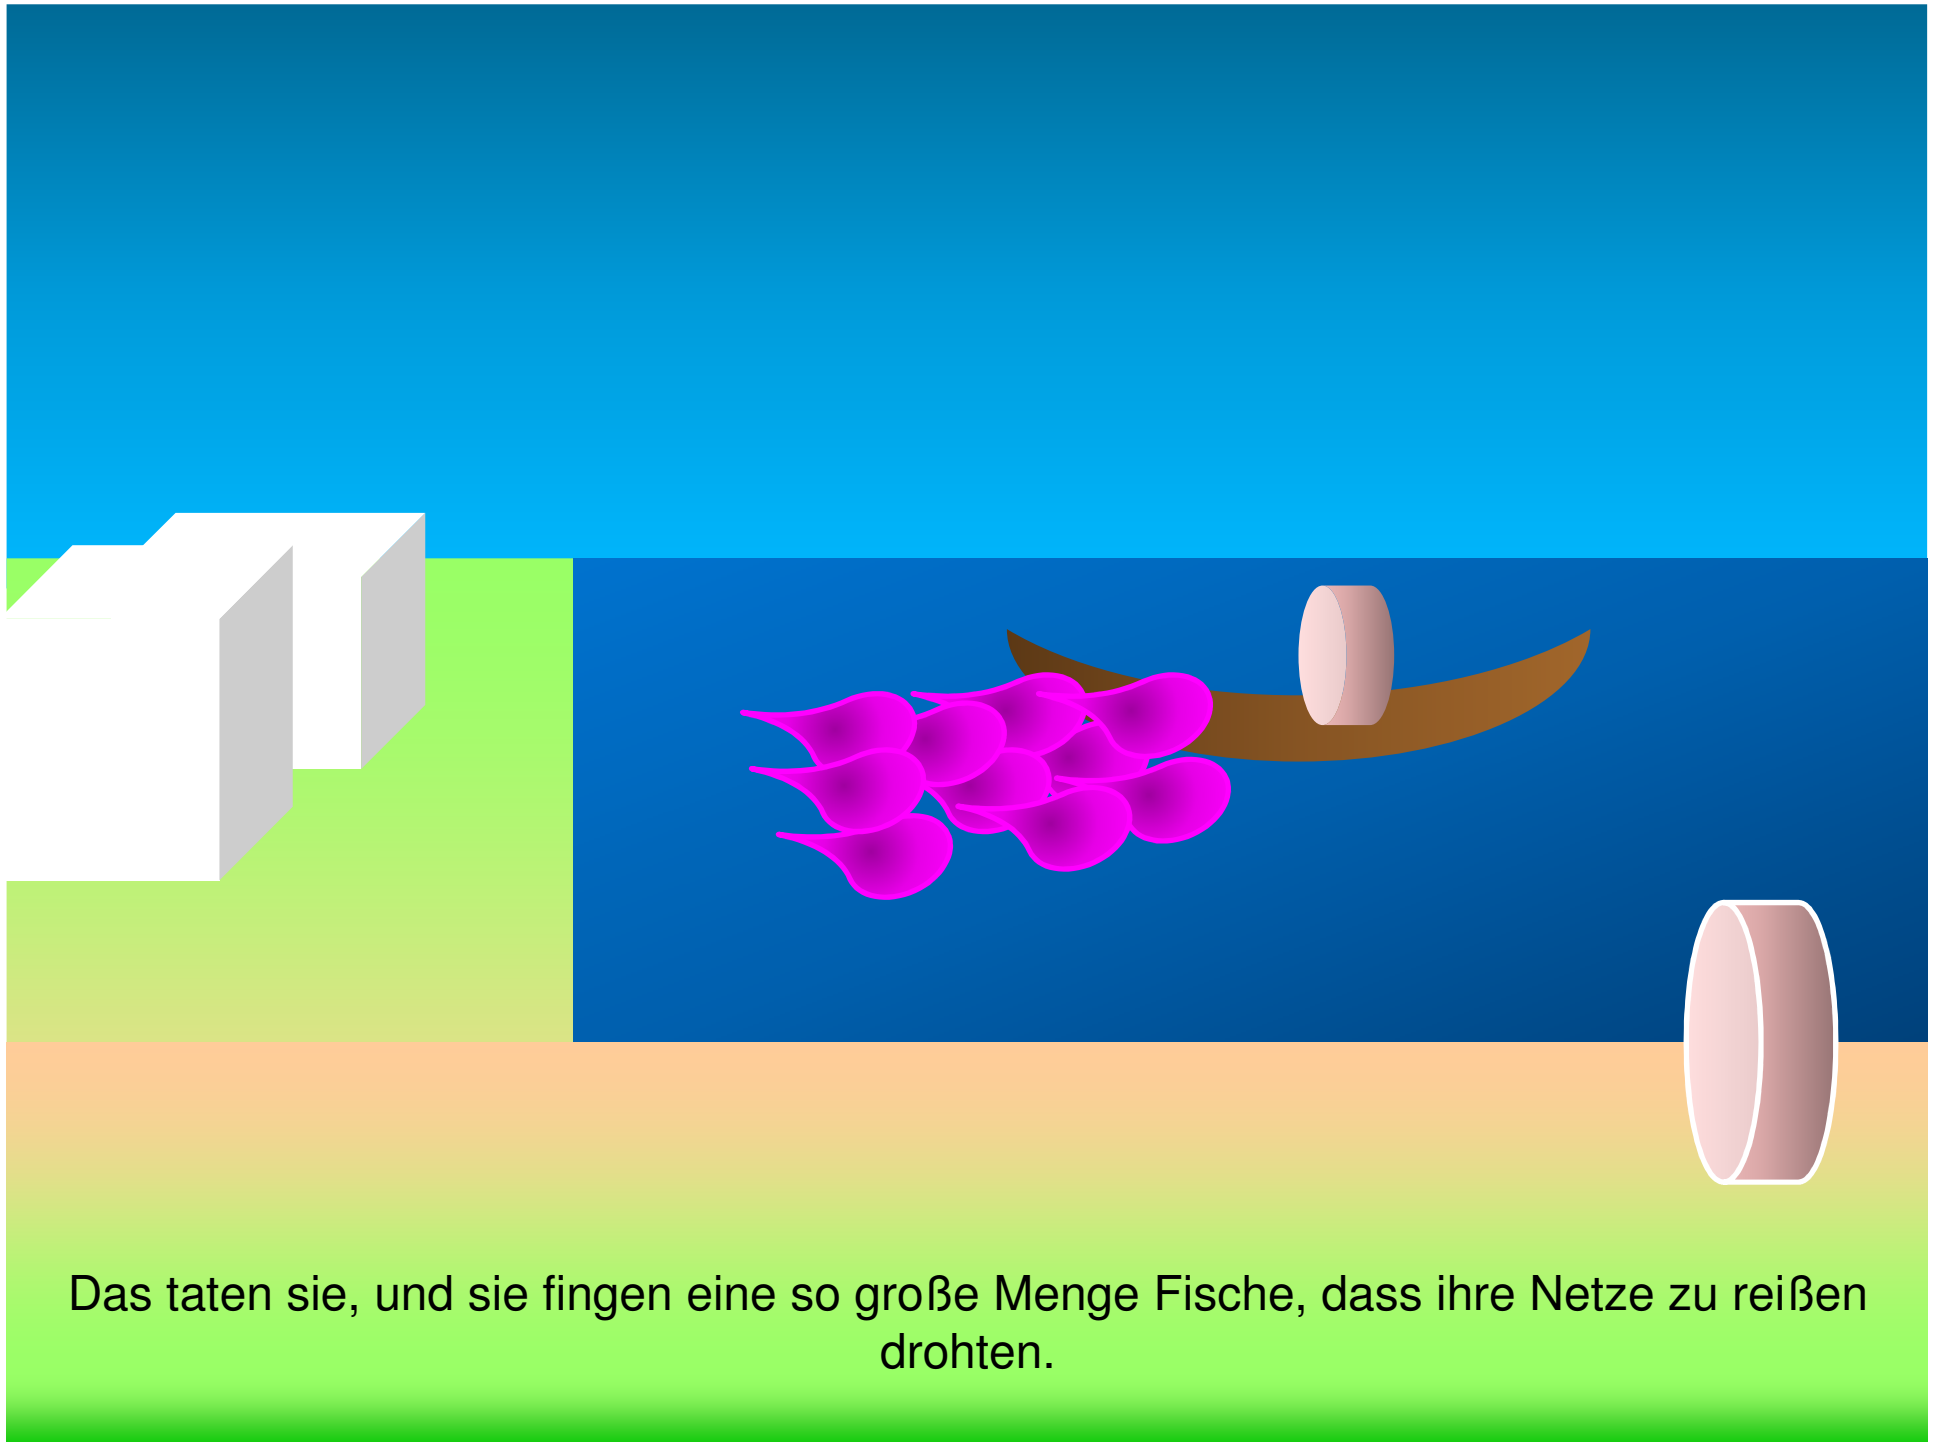 Das taten sie, und sie fingen eine so große Menge Fische, dass ihre Netze zu reißen
drohten.